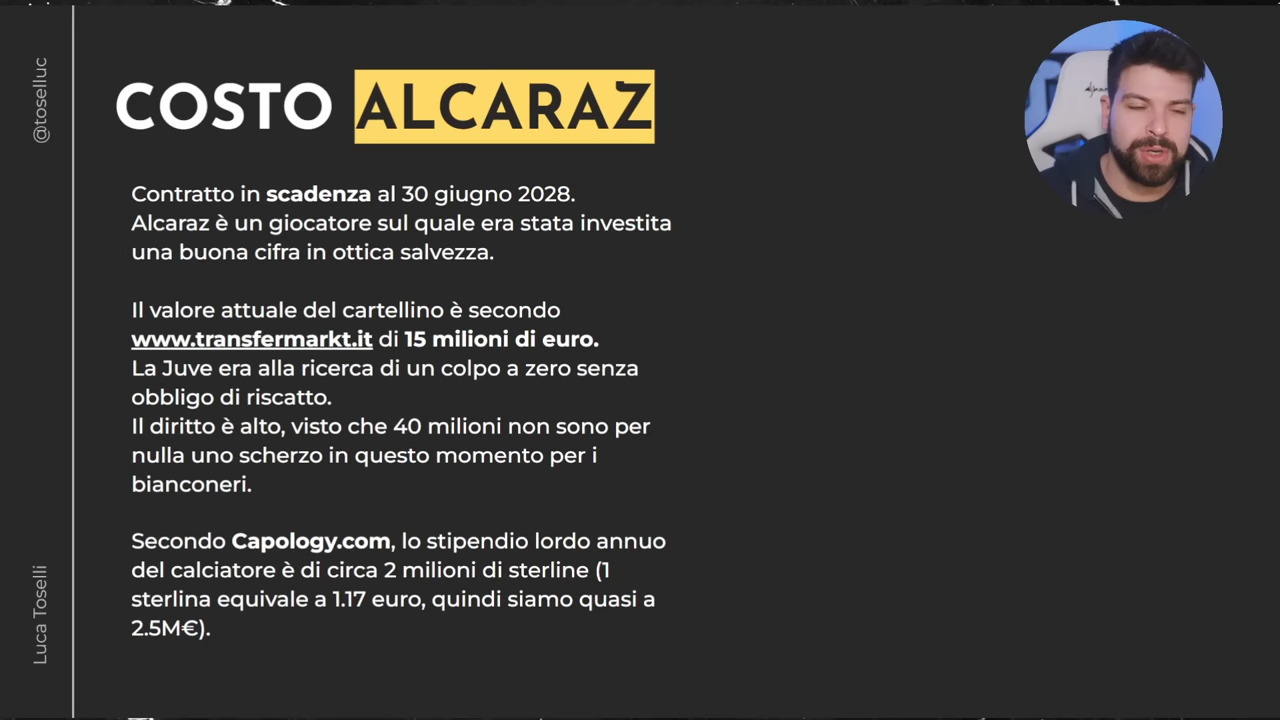 @toselluc
Luca Toselli
COSTO ALCARAZ
Contratto in scadenza al 30 giugno 2028.
Alcaraz è un giocatore sul quale era stata investita
una buona cifra in ottica salvezza.
Il valore attuale del cartellino è secondo
www.transfermarkt.it di 15 milioni di euro.
La Juve era alla ricerca di un colpo a zero senza
obbligo di riscatto.
Il diritto è alto, visto che 40 milioni non sono per
nulla uno scherzo in questo momento per i
bianconeri.
Secondo Capology.com, lo stipendio lordo annuo
del calciatore è di circa 2 milioni di sterline (1
sterlina equivale a 1.17 euro, quindi siamo quasi a
2.5M€).